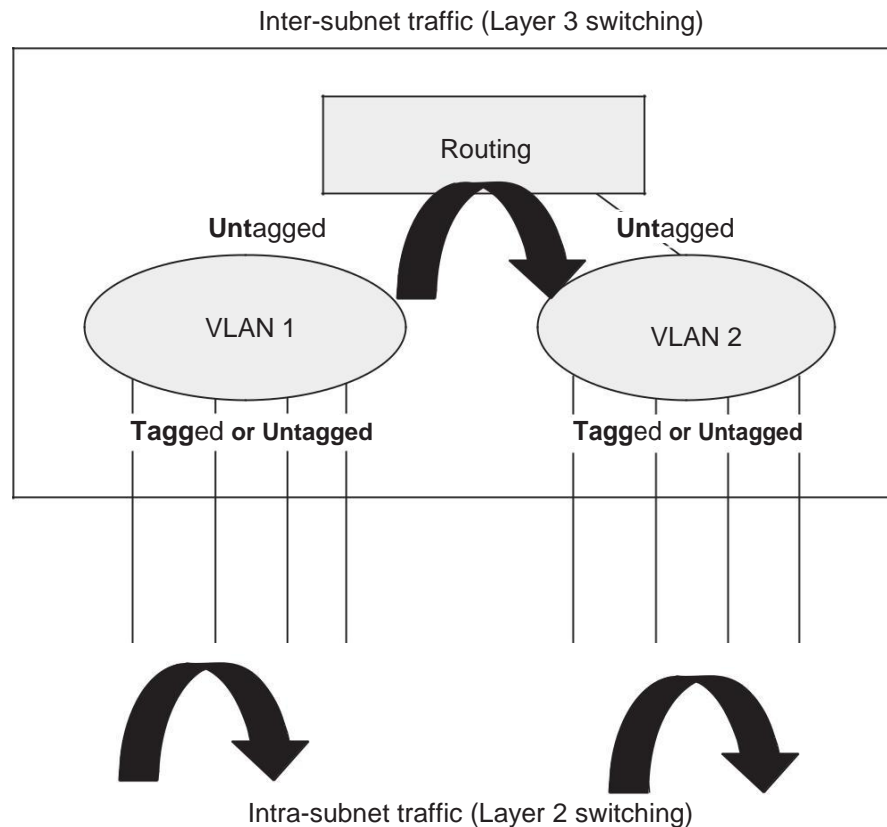 Inter-subnet traffic (Layer 3 switching)
Routing
Untagged
Untagged
VLAN 1
VLAN 2
Tagged or Untagged
Tagged or Untagged
Intra-subnet traffic (Layer 2 switching)